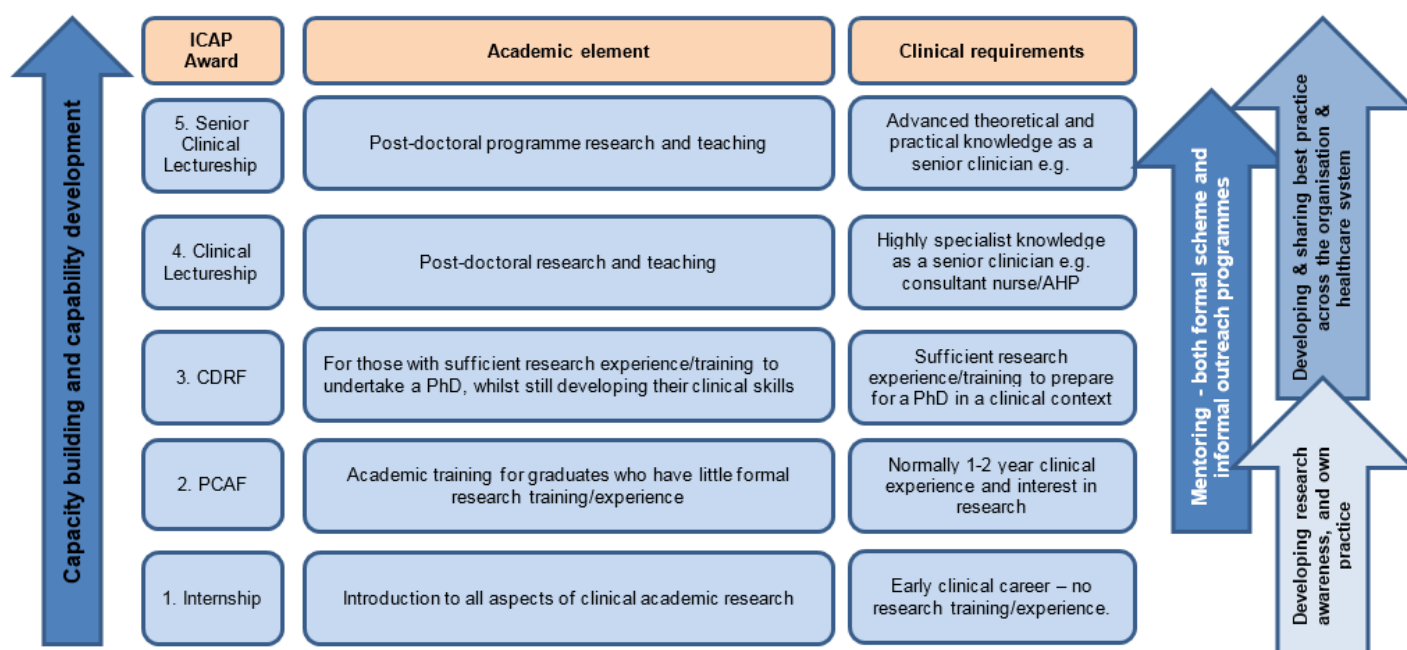 Capacity building and capability development
ICAP
Award
Academic element
Clinical requirements
5. Senior
Clinical
Lectureship
Post-doctoral programme research and teaching
Advanced theoretical and
practical knowledge as a
senior clinician e.g.
4. Clinical
Lectureship
Post-doctoral research and teaching
Highly specialist knowledge
as a senior clinician e.g.
consultant nurse/AHP
3. CDRF
For those with sufficient research experience/training to
undertake a PhD, whilst still developing their clinical skills
Sufficient research
experience/training to prepare
for a PhD in a clinical context
2. PCAF
Academic training for graduates who have little formal
research training/experience
Normally 1-2 year clinical
experience and interest in
research
1. Internship
Introduction to all aspects of clinical academic research
Early clinical career – no
research training/experience.
Mentoring - both formal scheme and
informal outreach programmes
Developing & sharing best practice
across the organisation &
healthcare system
Developing research
awareness, and own
practice